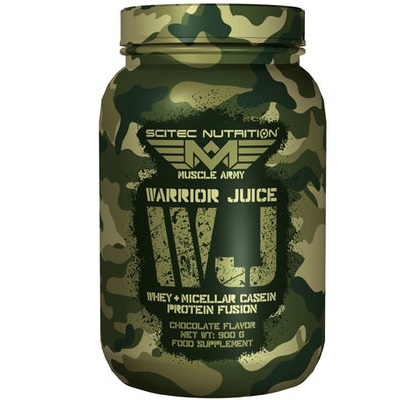 SCITEC NUTRITION
MUSCLE ARMY
WARRIOR JUICE
WJ
WHEY + MICELLAR CASEIN
PROTEIN FUSION
CHOCOLATE FLAVOR
NET WT: 900 G
FOOD SUPPLEMENT